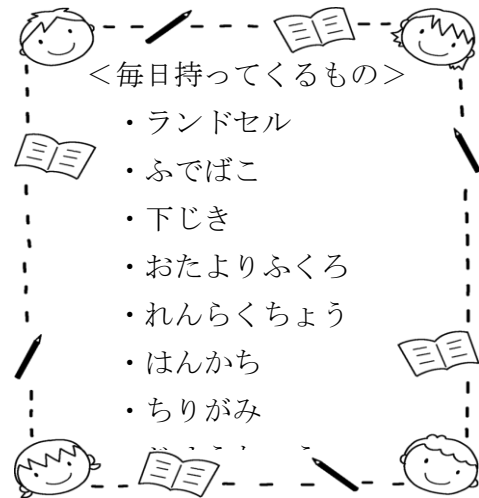 ＜毎日持ってくるもの＞
・ランドセル
・ふでばこ
・下じき
・おたよりふくろ
・れんらくちょう
・はんかち
・ちりがみ